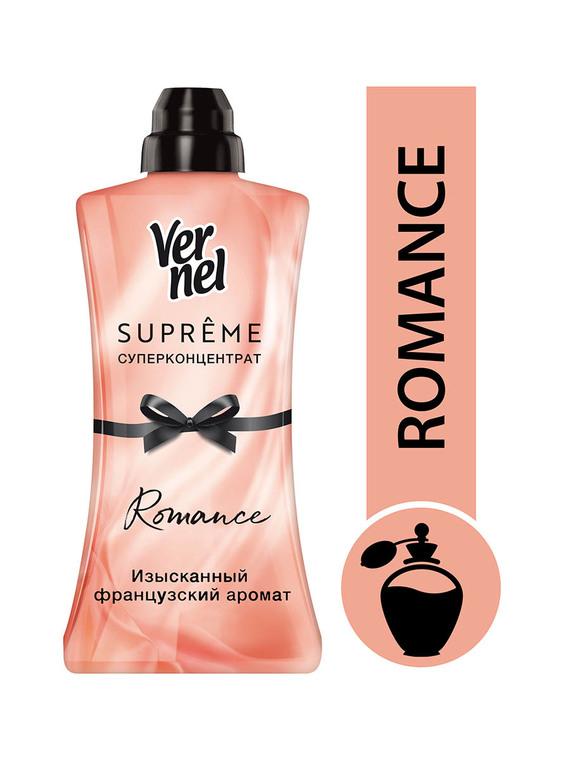 Ver
nel
SUPRÊME
СУПЕРКОНЦЕНТРАТ
Romance
Изысканный
французский аромат
ROMANCE